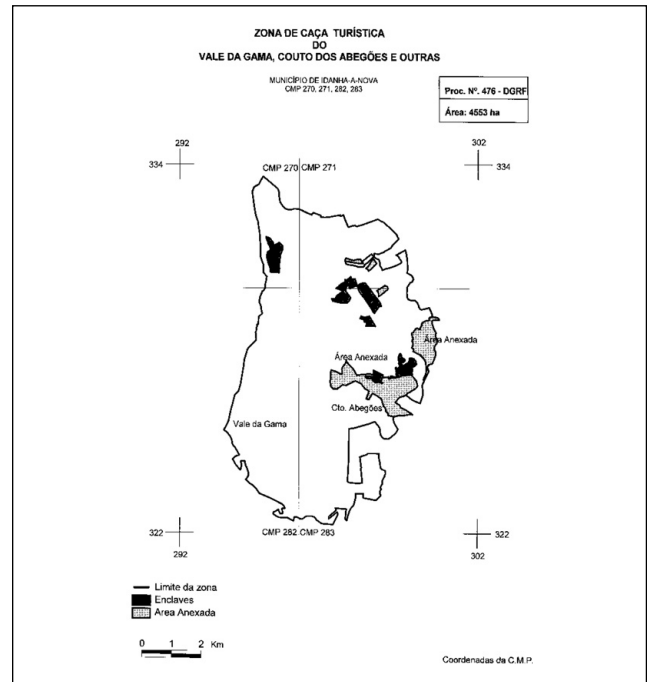 ZONA DE CAÇA TURÍSTICA
DO
VALE DA GAMA, COUTO DOS ABEGÕES E OUTRAS
MUNICÍPIO DE IDANHA-A-NOVA
CMP 270, 271, 282, 283
Proc. Nº. 476 - DGRF
Área: 4553 ha
292
302
334
334
CMP 270 CMP 271
Área Anexada
Área Anexada
Cto. Abegões
Vale da Gama
322
322
CMP 282 CMP 283
292
302
Limite da zona
Enclaves
Area Anexada
0 1 2 Km
Coordenadas da C.M.P.